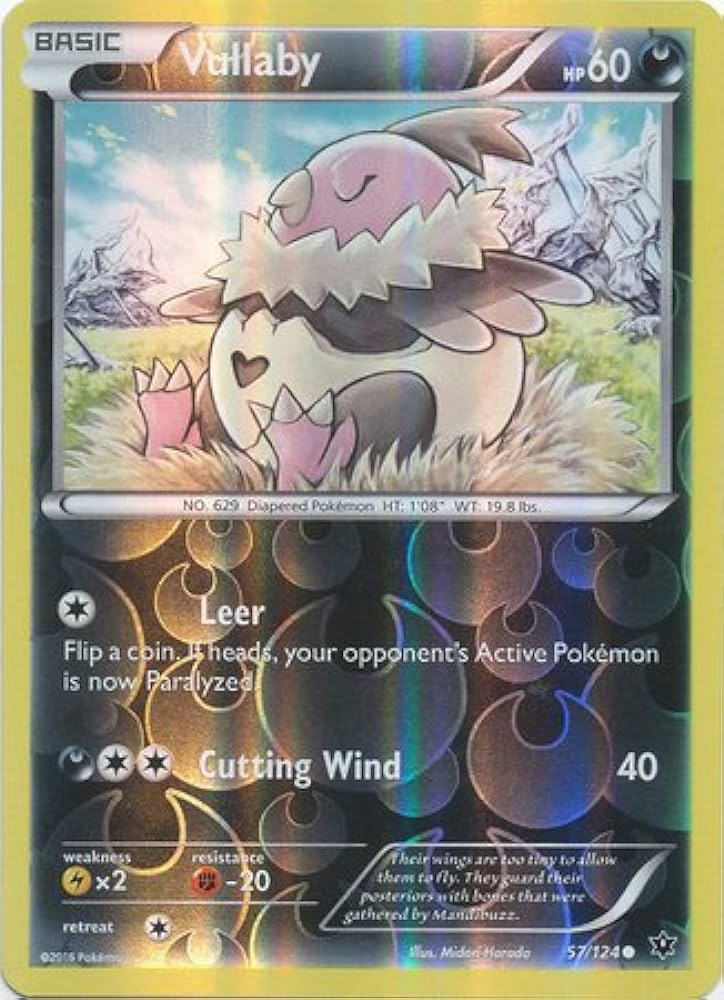 BASIC
Vullaby
HP60
NO. 629 Diapered Pokémon HT: 1'08" WT: 19.8 lbs.
Leer
Flip a coin. If heads, your opponent's Active Pokémon
is now Paralyzed.
Cutting Wind 40
weakness resistance
×2 -20
Their wings are too tiny to allow
them to fly. They guard their
posteriors with bones that were
gathered by Mandibuzz.
retreat
©2016 Pokémon
Illus. Midori Harada
57/124